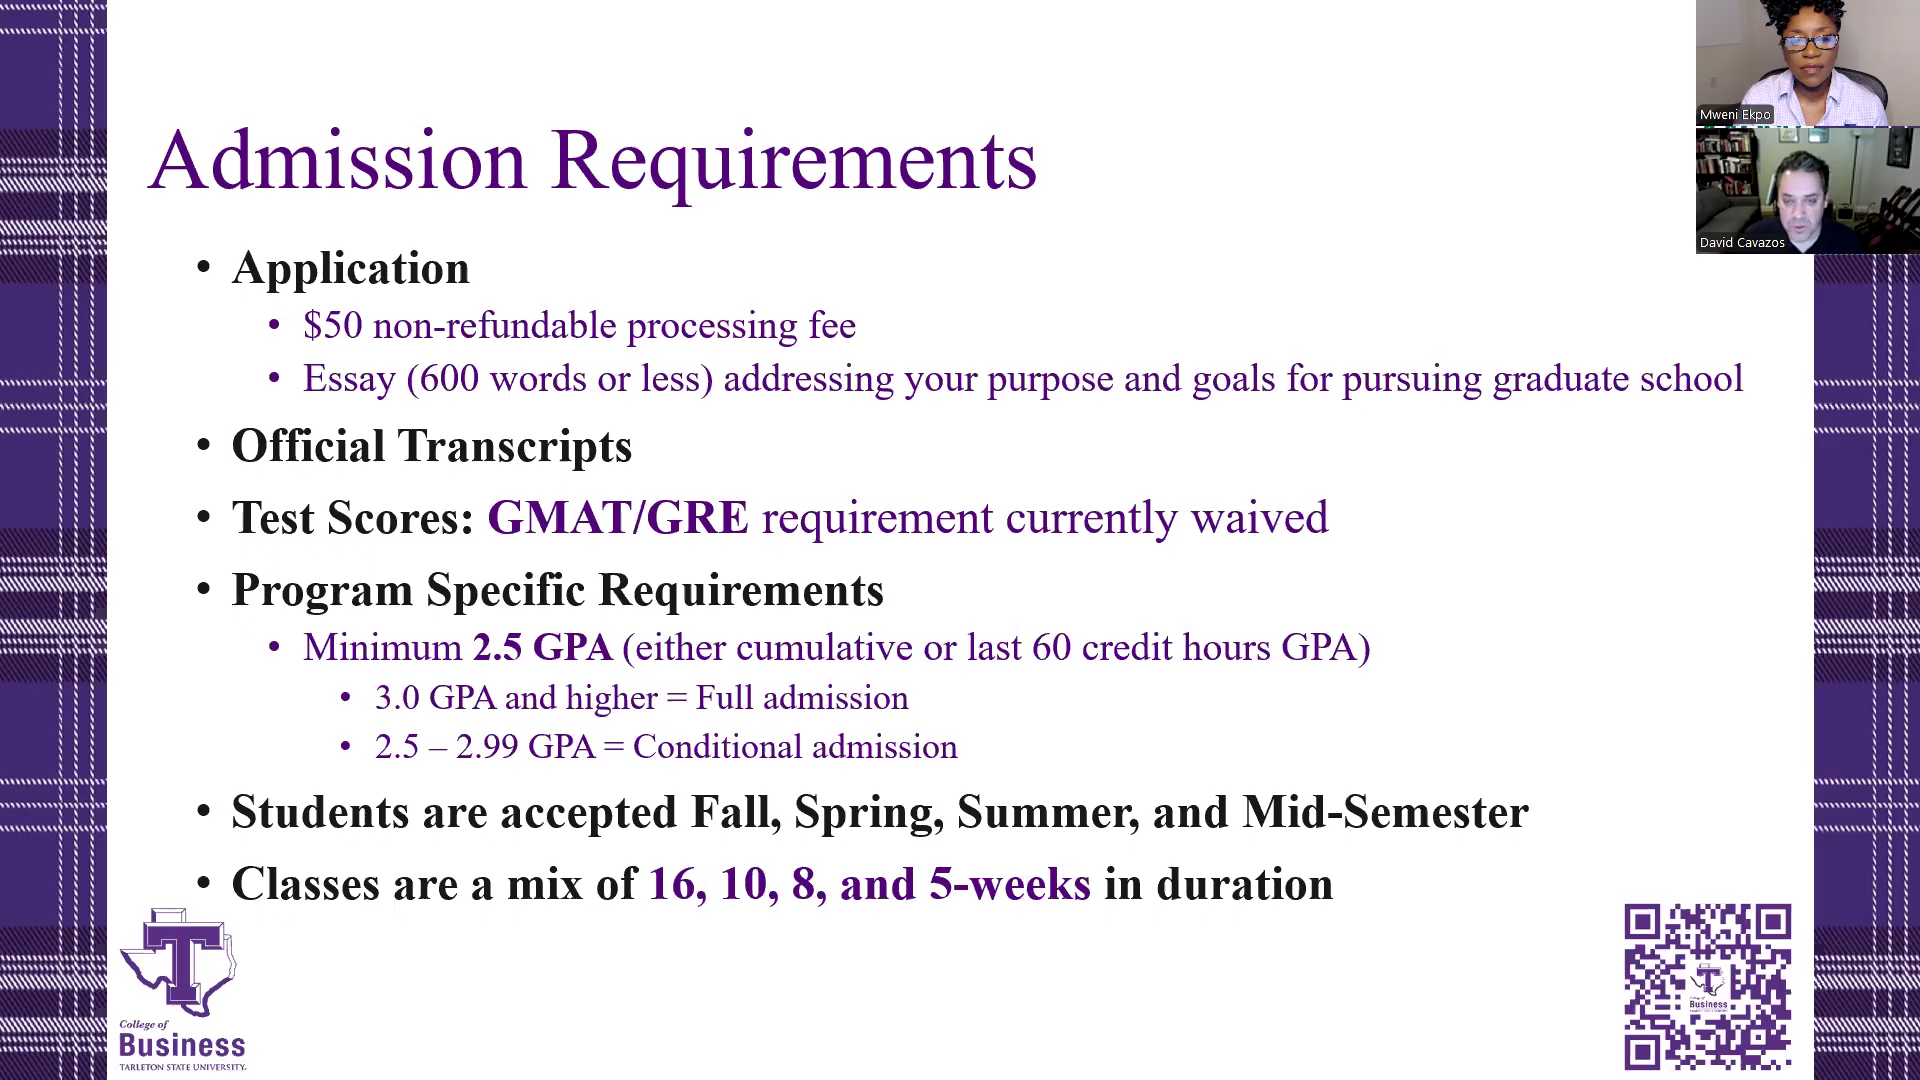 Admission Requirements
• Application
• $50 non-refundable processing fee
• Essay (600 words or less) addressing your purpose and goals for pursuing graduate school
• Official Transcripts
• Test Scores: GMAT/GRE requirement currently waived
• Program Specific Requirements
• Minimum 2.5 GPA (either cumulative or last 60 credit hours GPA)
• 3.0 GPA and higher = Full admission
• 2.5 – 2.99 GPA = Conditional admission
• Students are accepted Fall, Spring, Summer, and Mid-Semester
• Classes are a mix of 16, 10, 8, and 5-weeks in duration
Mweni Ekpo
David Cavazos
T
College of
Business
TARLETON STATE UNIVERSITY.
T
College of
Business